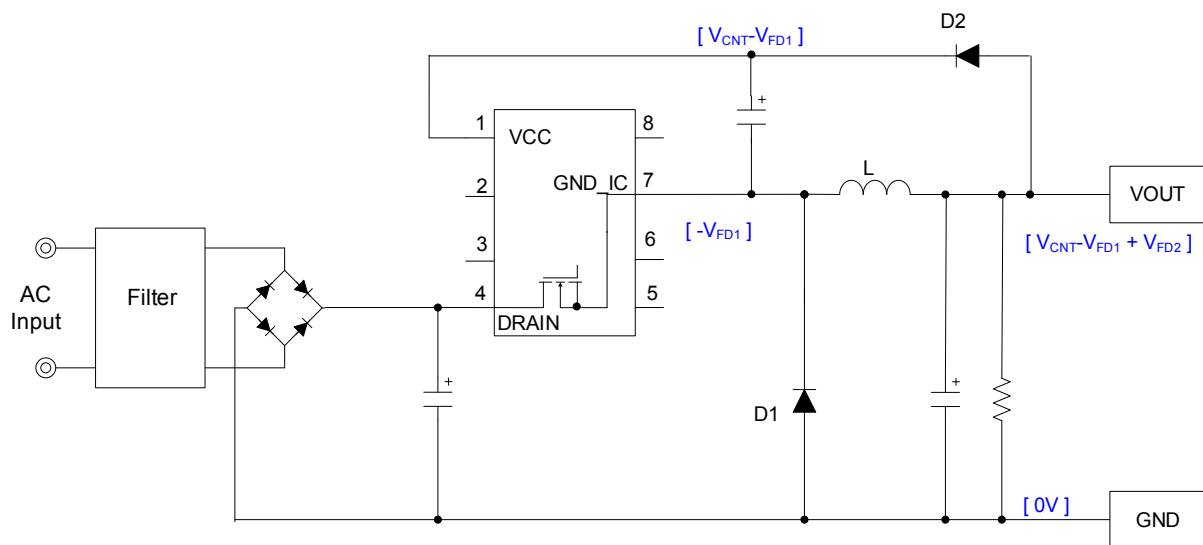 D2
[ VCNT-VFD1 ]
1
VCC
8
2
GND_IC
7
L
VOUT
[ -VFD1 ]
[ VCNT-VFD1 + VFD2 ]
3
6
AC
Input
Filter
4
5
DRAIN
+
+
+
D1
[ 0V ]
GND